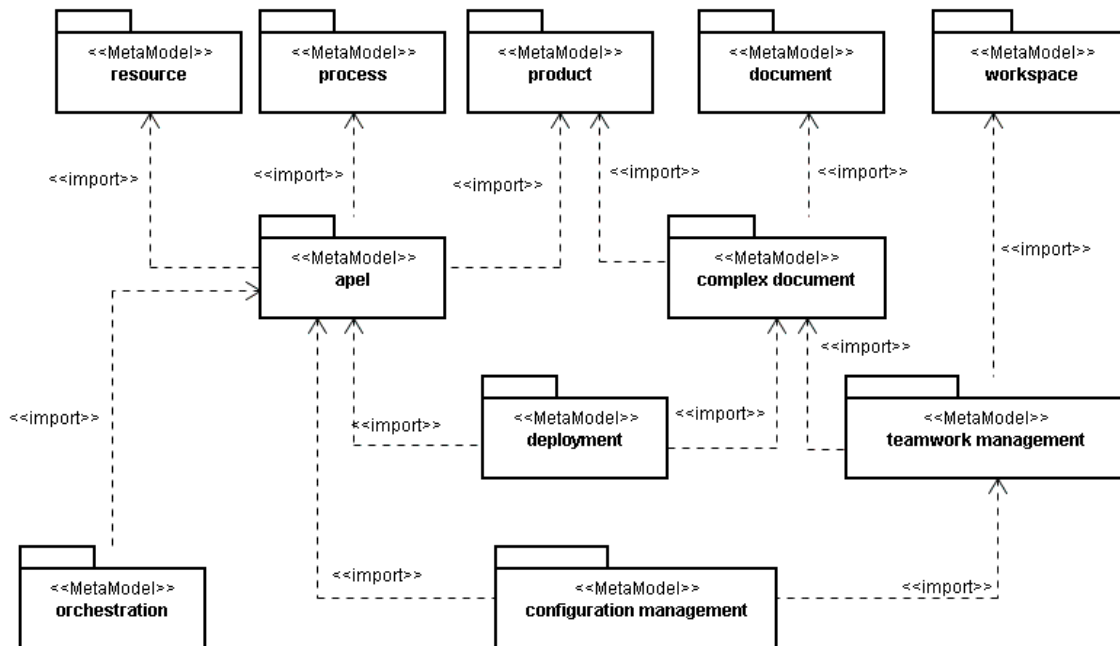 <<MetaModel>>
resource
<<MetaModel>>
process
<<MetaModel>>
product
<<MetaModel>>
document
<<MetaModel>>
workspace
<<import>>
<<import>>
<<import>>
<<import>>
<<import>>
<<MetaModel>>
apel
<<MetaModel>>
complex document
<<import>>
<<import>>
<<import>>
<<MetaModel>>
deployment
<<import>>
<<import>>
<<MetaModel>>
teamwork management
<<MetaModel>>
orchestration
<<import>>
<<MetaModel>>
configuration management
<<import>>